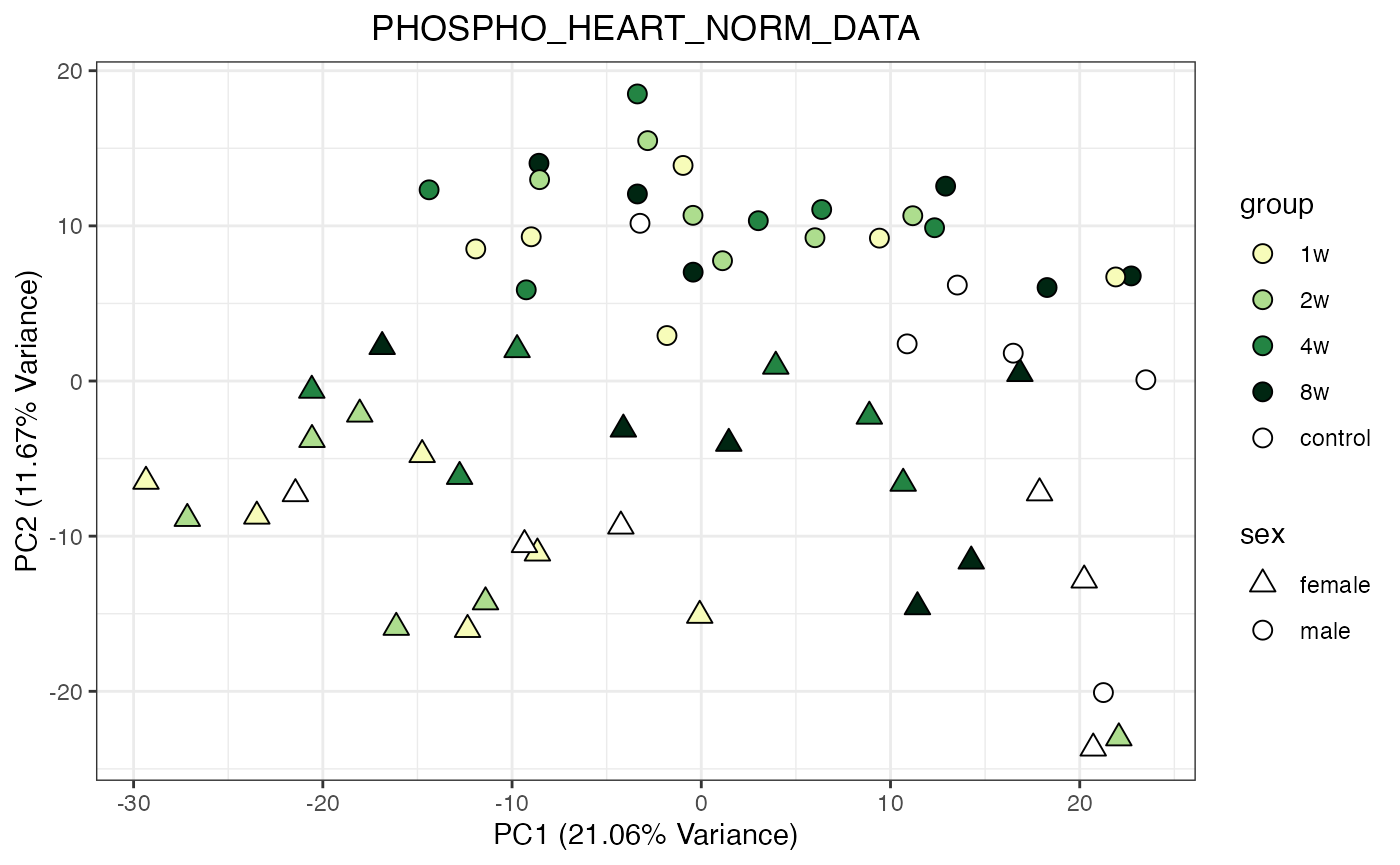 PHOSPHO_HEART_NORM_DATA
20
10
0
-10
-20
PC2 (11.67% Variance)
-30
-20
-10
0
10
20
PC1 (21.06% Variance)
group
1w
2w
4w
8w
control
sex
female
male